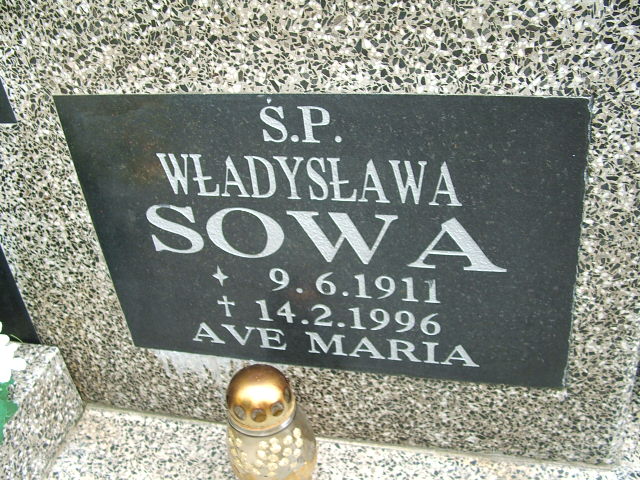 Ś.P.
WŁADYSŁAWA
SOWA
9.6.1911
✝ 14.2.1996
AVE MARIA